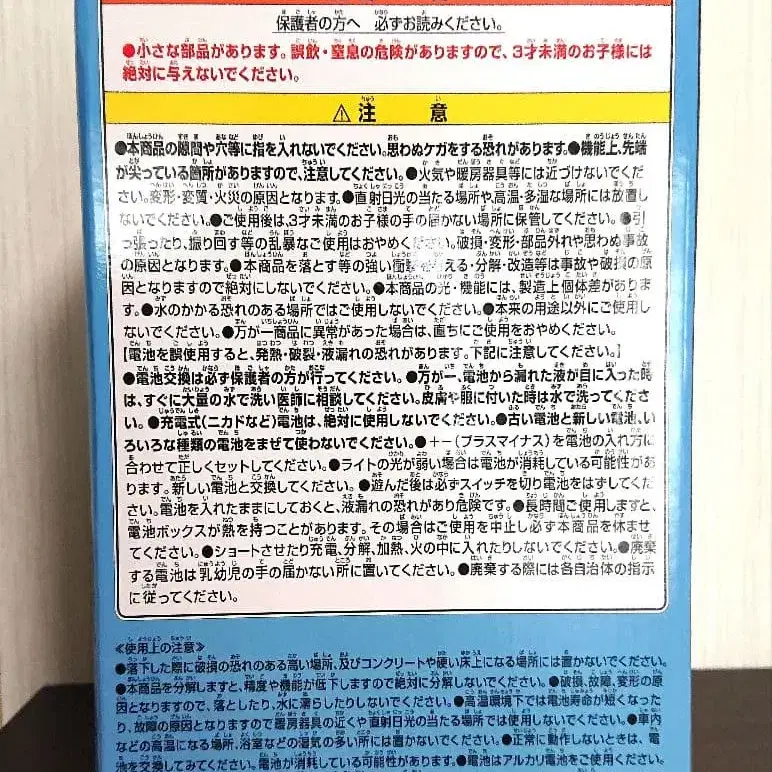 保護者の方へ 必ずお読みください。
●小さな部品があります。誤飲・窒息の危険がありますので、3才未満のお子様には
絶対に与えないでください。
⚠注 意
●本商品の隙間や穴等に指を入れないでください。思わぬケガをする恐れがあります。●機能上、先端
が尖っている箇所がありますので、注意してください。●火気や暖房器具等には近づけないでくだ
さい。変形・変質・火災の原因となります。●直射日光の当たる場所や高温・多湿な場所には放置し
ないでください。●ご使用後は、3才未満のお子様の手の届かない場所に保管してください。●引
っ張ったり、振り回す等の乱暴なご使用はおやめください。破損・変形・部品外れや思わぬ事故
の原因となります。●本商品を落とす等の強い衝撃を与える・分解・改造等は事故や破損の原
因となりますので絶対にしないでください。●本商品の光・機能には、製造上個体差がありま
す。●水のかかる恐れのある場所ではご使用しないでください。●本来の用途以外にご使用し
ないでください。●万が一商品に異常があった場合は、直ちにご使用をおやめください。
【電池を誤使用すると、発熱・破裂・液漏れの恐れがあります。下記に注意してください。】
●電池交換は必ず保護者の方が行ってください。●万が一、電池から漏れた液が目に入った時
は、すぐに大量の水で洗い医師に相談してください。皮膚や服に付いた時は水で洗ってくださ
い。●充電式(ニカドなど)電池は、絶対に使用しないでください。●古い電池と新しい電池、い
ろいろな種類の電池をまぜて使わないでください。●+−(プラスマイナス)を電池の入れ方に
合わせて正しくセットしてください。●ライトの光が弱い場合は電池が消耗している可能性があ
ります。新しい電池と交換してください。●遊んだ後は必ずスイッチを切り電池をはずしてくだ
さい。電池を入れたままにしておくと、液漏れの恐れがあり危険です。●長時間ご使用しますと、
電池ボックスが熱を持つことがあります。その場合はご使用を中止し必ず本商品を休ませ
てください。●ショートさせたり充電、分解、加熱、火の中に入れたりしないでください。●廃棄
する電池は乳幼児の手の届かない所に置いてください。●廃棄する際には各自治体の指示
に従ってください。
≪使用上の注意≫
●落下した際に破損の恐れのある高い場所、及びコンクリートや硬い床上になる場所には置かないでください。
●本商品を分解しますと、精度や機能が低下しますので絶対に分解しないでください。●破損、故障、変形の原
因となりますので、落としたり、水に濡らしたりしないでください。●高温環境下では電池寿命が短くなった
り、故障の原因となりますので暖房器具の近くや直射日光の当たる場所では使用しないでください。●車内
などの高温になる場所、浴室などの湿気の多い所には置かないでください。●正常に動作しないときは、電
池を交換してみてください。電池が消耗している可能性があります。●電池はアルカリ電池をご使用ください。